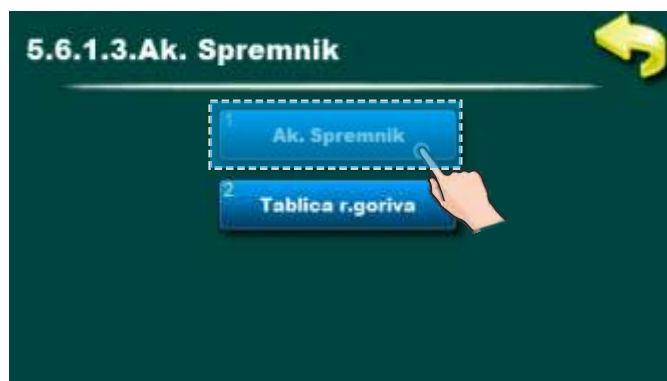 5.6.1.3.Ak. Spremnik
1
Ak. Spremnik
2
Tablica r.goriva